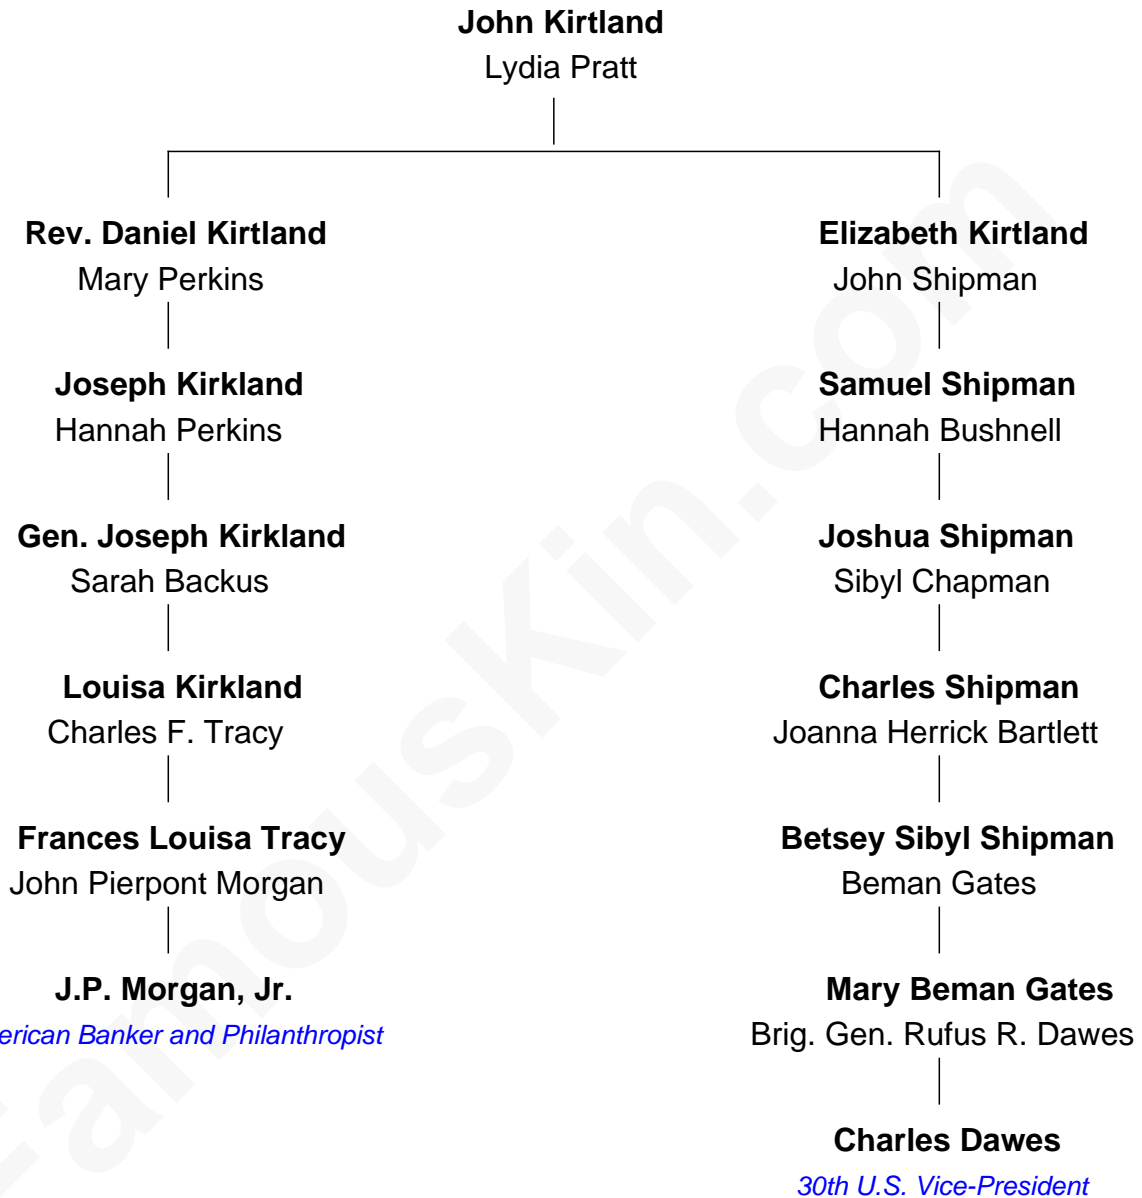 John Kirtland
Lydia Pratt
Rev. Daniel Kirtland
Mary Perkins
Elizabeth Kirtland
John Shipman
Joseph Kirkland
Hannah Perkins
Samuel Shipman
Hannah Bushnell
Gen. Joseph Kirkland
Sarah Backus
Joshua Shipman
Sibyl Chapman
Louisa Kirkland
Charles F. Tracy
Charles Shipman
Joanna Herrick Bartlett
Frances Louisa Tracy
John Pierpont Morgan
Betsey Sibyl Shipman
Beman Gates
J.P. Morgan, Jr.
erican Banker and Philanthropist
Mary Beman Gates
Brig. Gen. Rufus R. Dawes
Charles Dawes
30th U.S. Vice-President
FamousKin.com